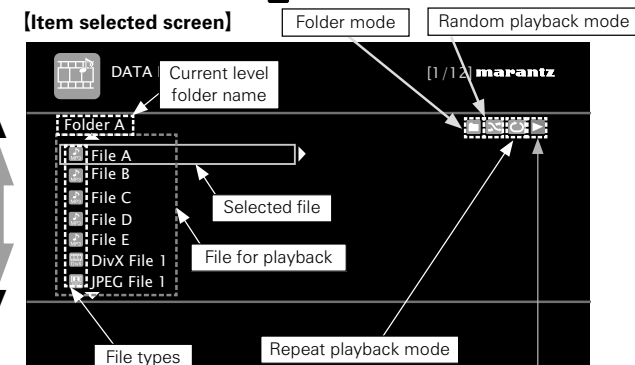 【Item selected screen】
Folder mode
Random playback mode
DATA
Current level
folder name
[1/12]
marantz
Folder A
File A
File B
File C
File D
File E
DivX File 1
JPEG File 1
Selected file
File for playback
File types
Repeat playback mode